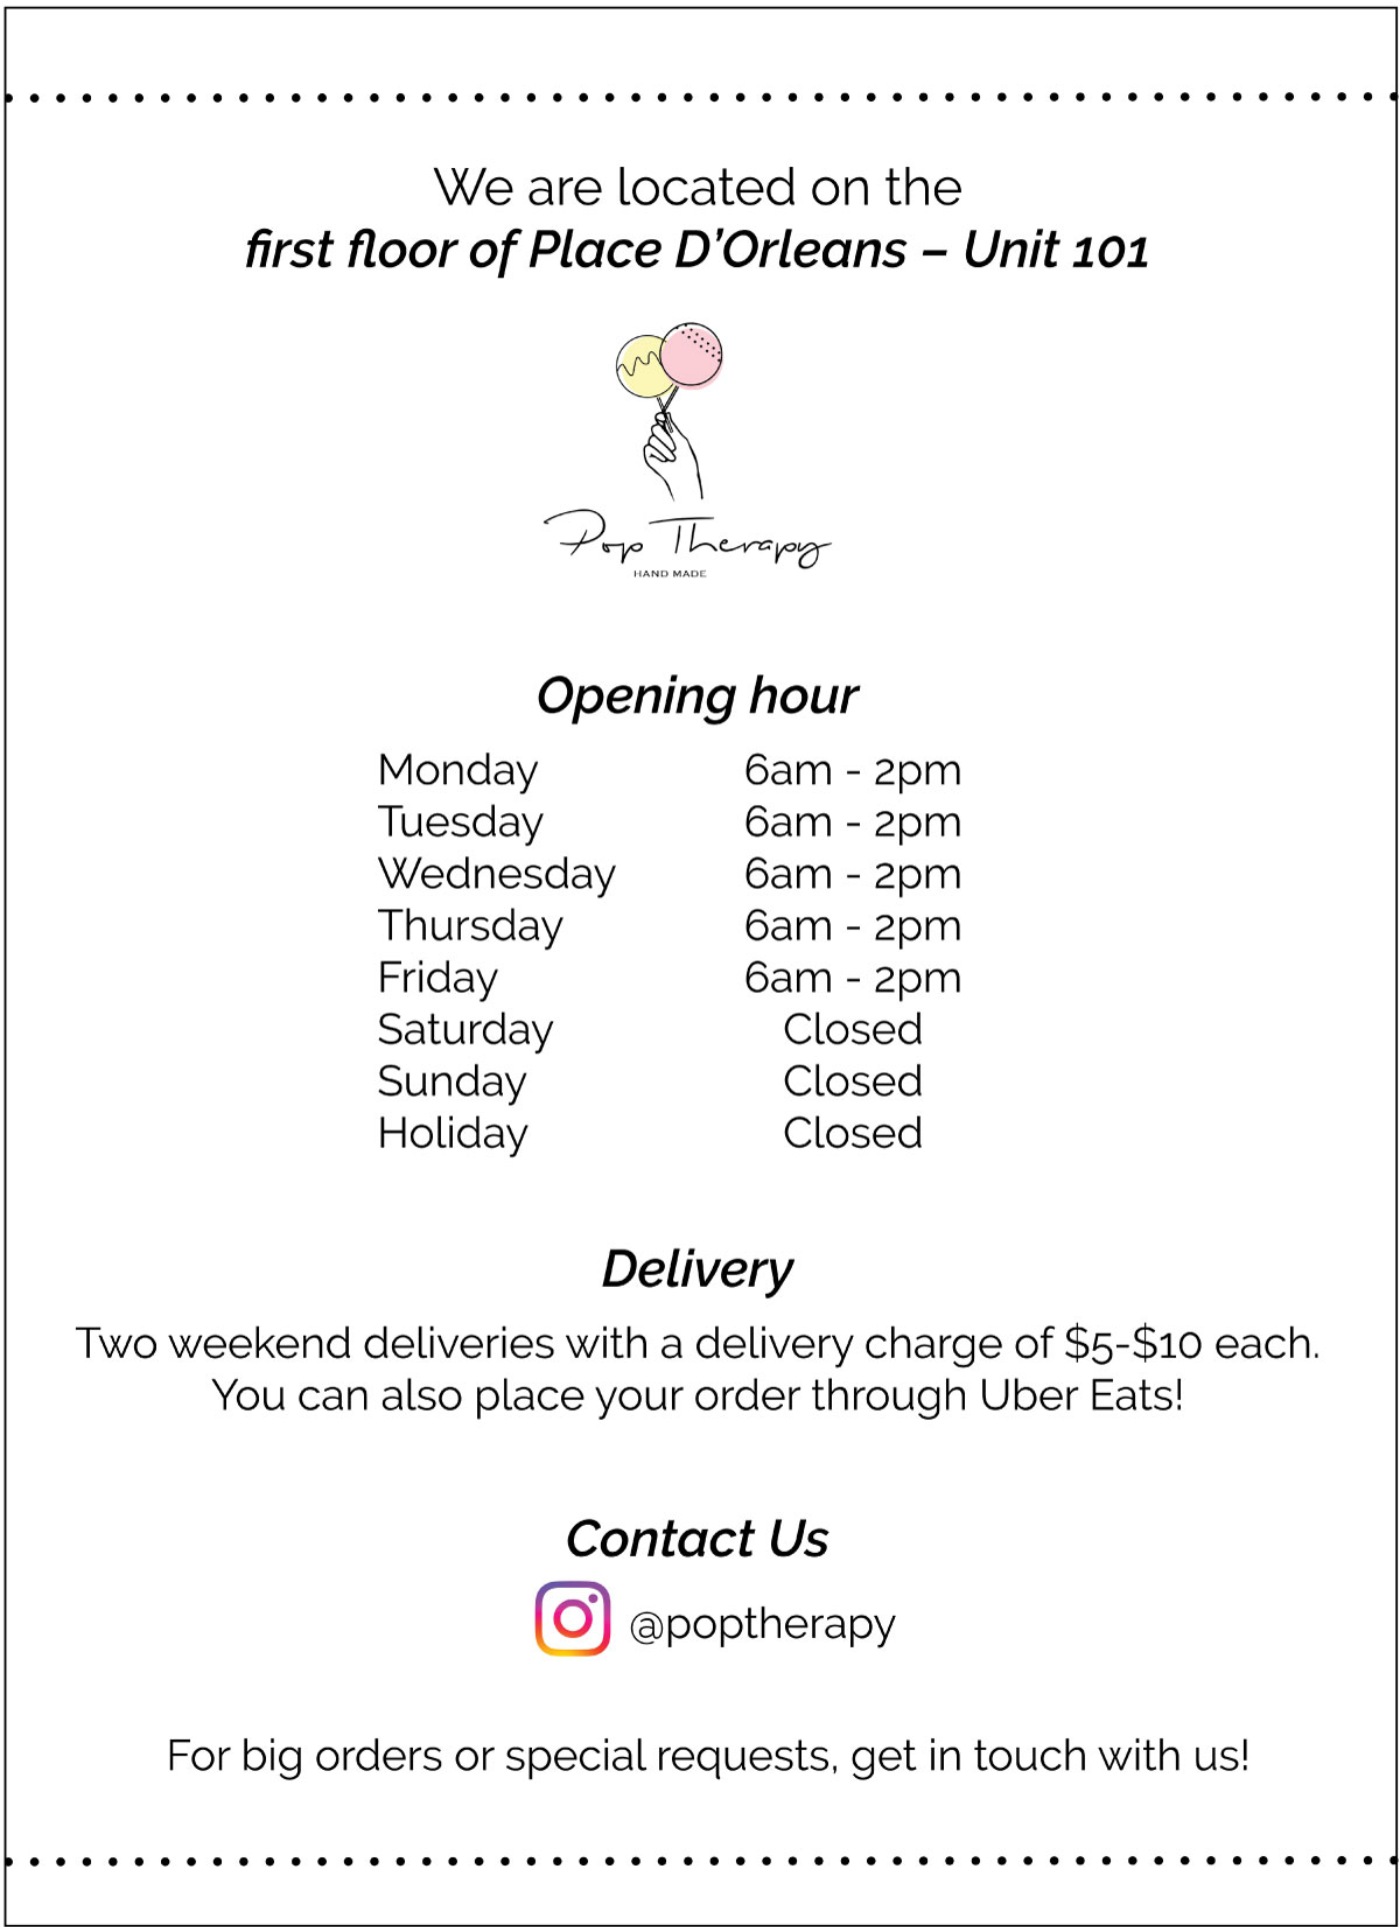 We are located on the
first floor of Place D'Orleans – Unit 101
Pop Therapy
HAND MADE
Opening hour
Monday 6am - 2pm
Tuesday 6am - 2pm
Wednesday 6am - 2pm
Thursday 6am - 2pm
Friday 6am - 2pm
Saturday Closed
Sunday Closed
Holiday Closed
Delivery
Two weekend deliveries with a delivery charge of $5-$10 each.
You can also place your order through Uber Eats!
Contact Us
@poptherapy
For big orders or special requests, get in touch with us!